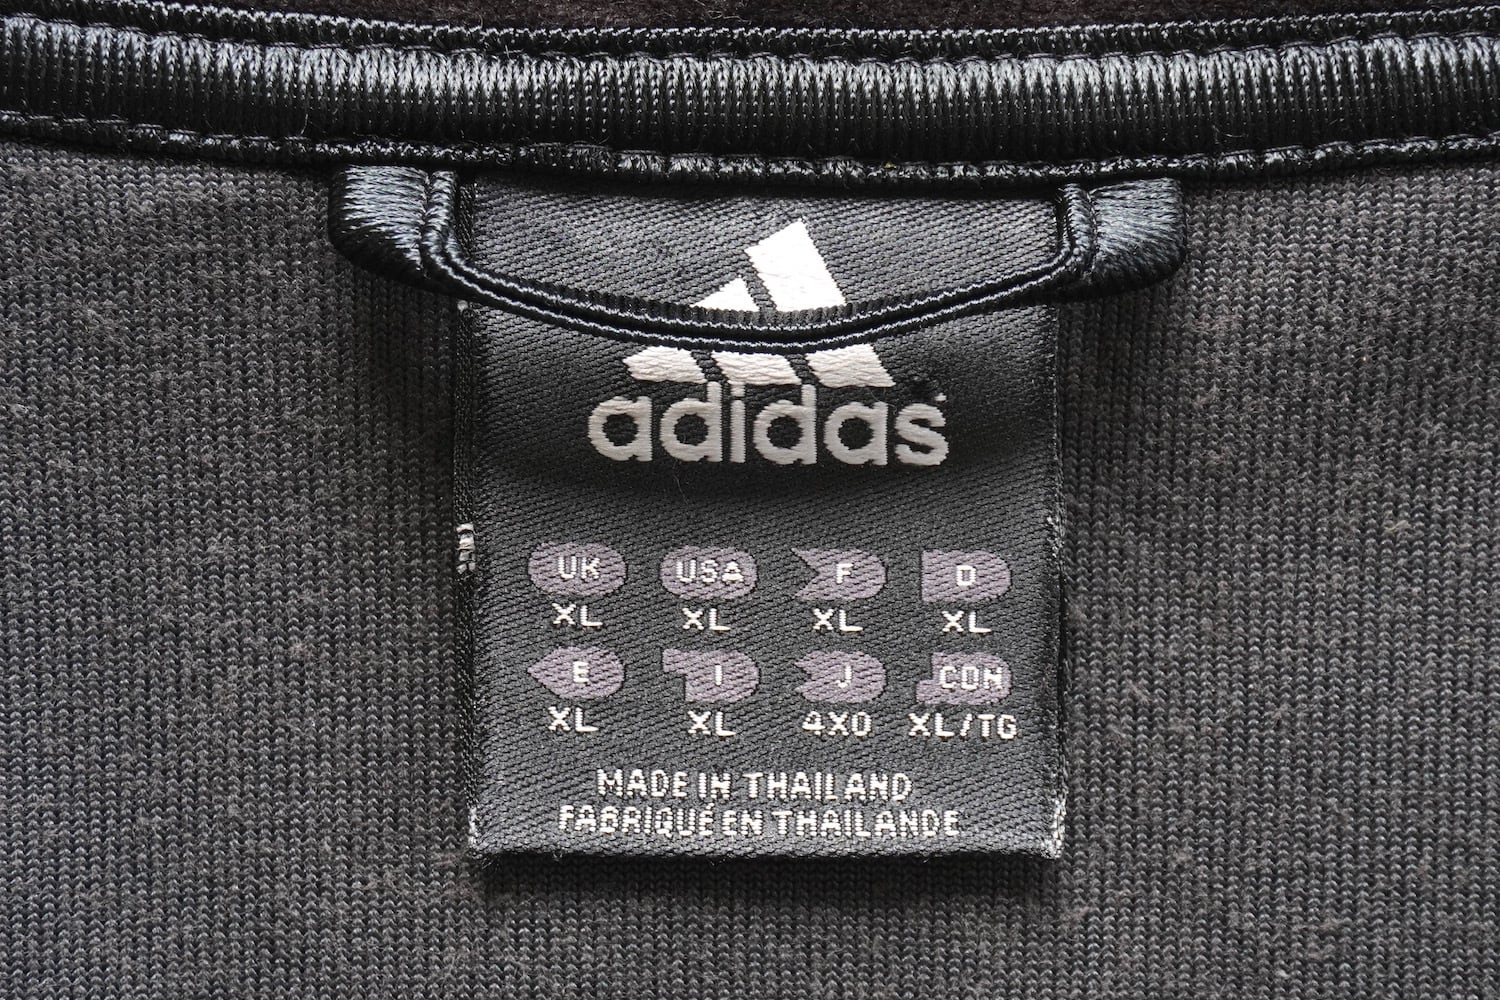 adidas
UK USA F D
XL XL XL XL
E I J CDN
XL XL 4XO XL/TG
MADE IN THAILAND
FABRIQUÉ EN THAILANDE